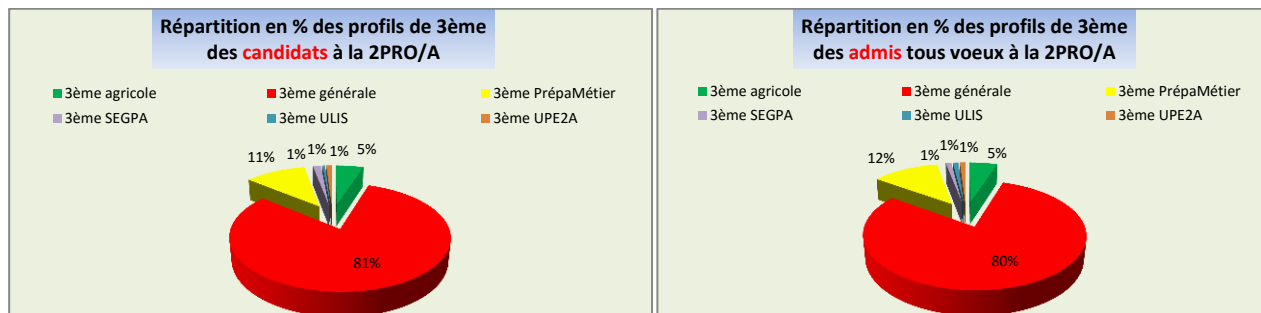 Répartition en % des profils de 3ème
des candidats à la 2PRO/A
3ème agricole
3ème générale
3ème PrépaMétier
3ème SEGPA
3ème ULIS
3ème UPE2A
11%
1%
1%
1%
5%
81%
Répartition en % des profils de 3ème
des admis tous voeux à la 2PRO/A
3ème agricole
3ème générale
3ème PrépaMétier
3ème SEGPA
3ème ULIS
3ème UPE2A
12%
1%
1%
1%
5%
80%